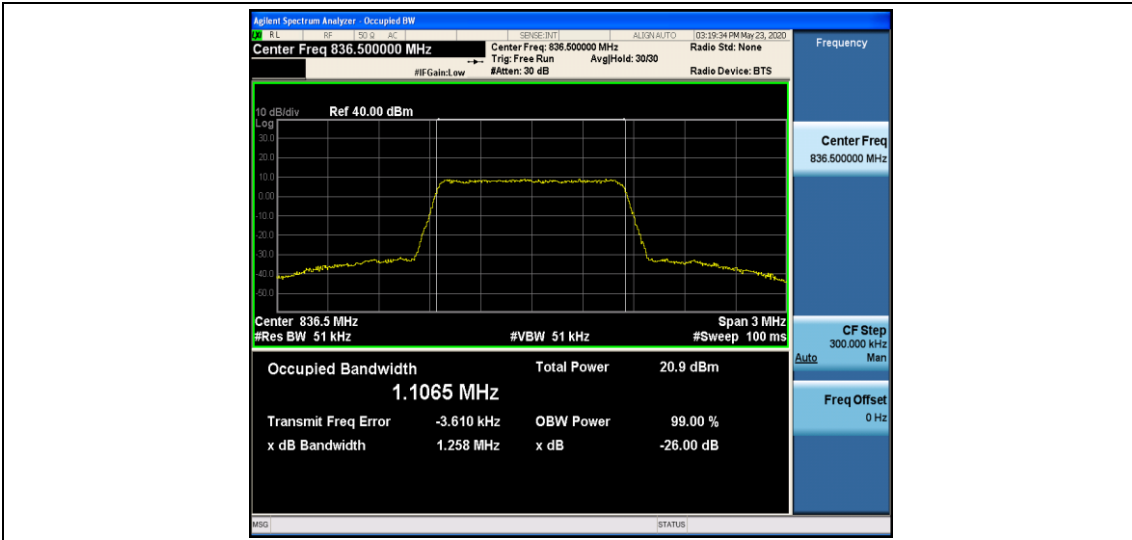 Agilent Spectrum Analyzer - Occupied BW
RL RF 50 Ω AC SENSE:INT ALIGN AUTO 03:19:34 PM May 23, 2020
Center Freq 836.500000 MHz
Center Freq: 836.500000 MHz
Radio Std: None
Trig: Free Run Avg|Hold: 30/30
#IFGain:Low #Atten: 30 dB Radio Device: BTS
10 dB/div Ref 40.00 dBm
Log
30.0
20.0
10.0
0.00
-10.0
-20.0
-30.0
-40.0
-50.0
Center 836.5 MHz Span 3 MHz
#Res BW 51 kHz #VBW 51 kHz #Sweep 100 ms
Occupied Bandwidth Total Power 20.9 dBm
1.1065 MHz
Transmit Freq Error -3.610 kHz OBW Power 99.00 %
x dB Bandwidth 1.258 MHz x dB -26.00 dB
MSG STATUS
Frequency
Center Freq
836.500000 MHz
CF Step
300.000 kHz
Auto Man
Freq Offset
0 Hz